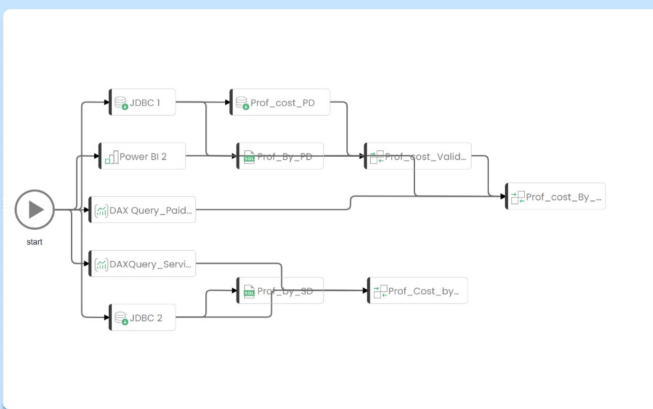 JDBC 1
Prof_cost_PD
Power BI 2
Prof_By_PD
Prof_cost_Valid...
DAX Query_Paid...
Prof_cost_By_...
start
DAXQuery_Servi...
Prof_by_SD
Prof_Cost_by...
JDBC 2